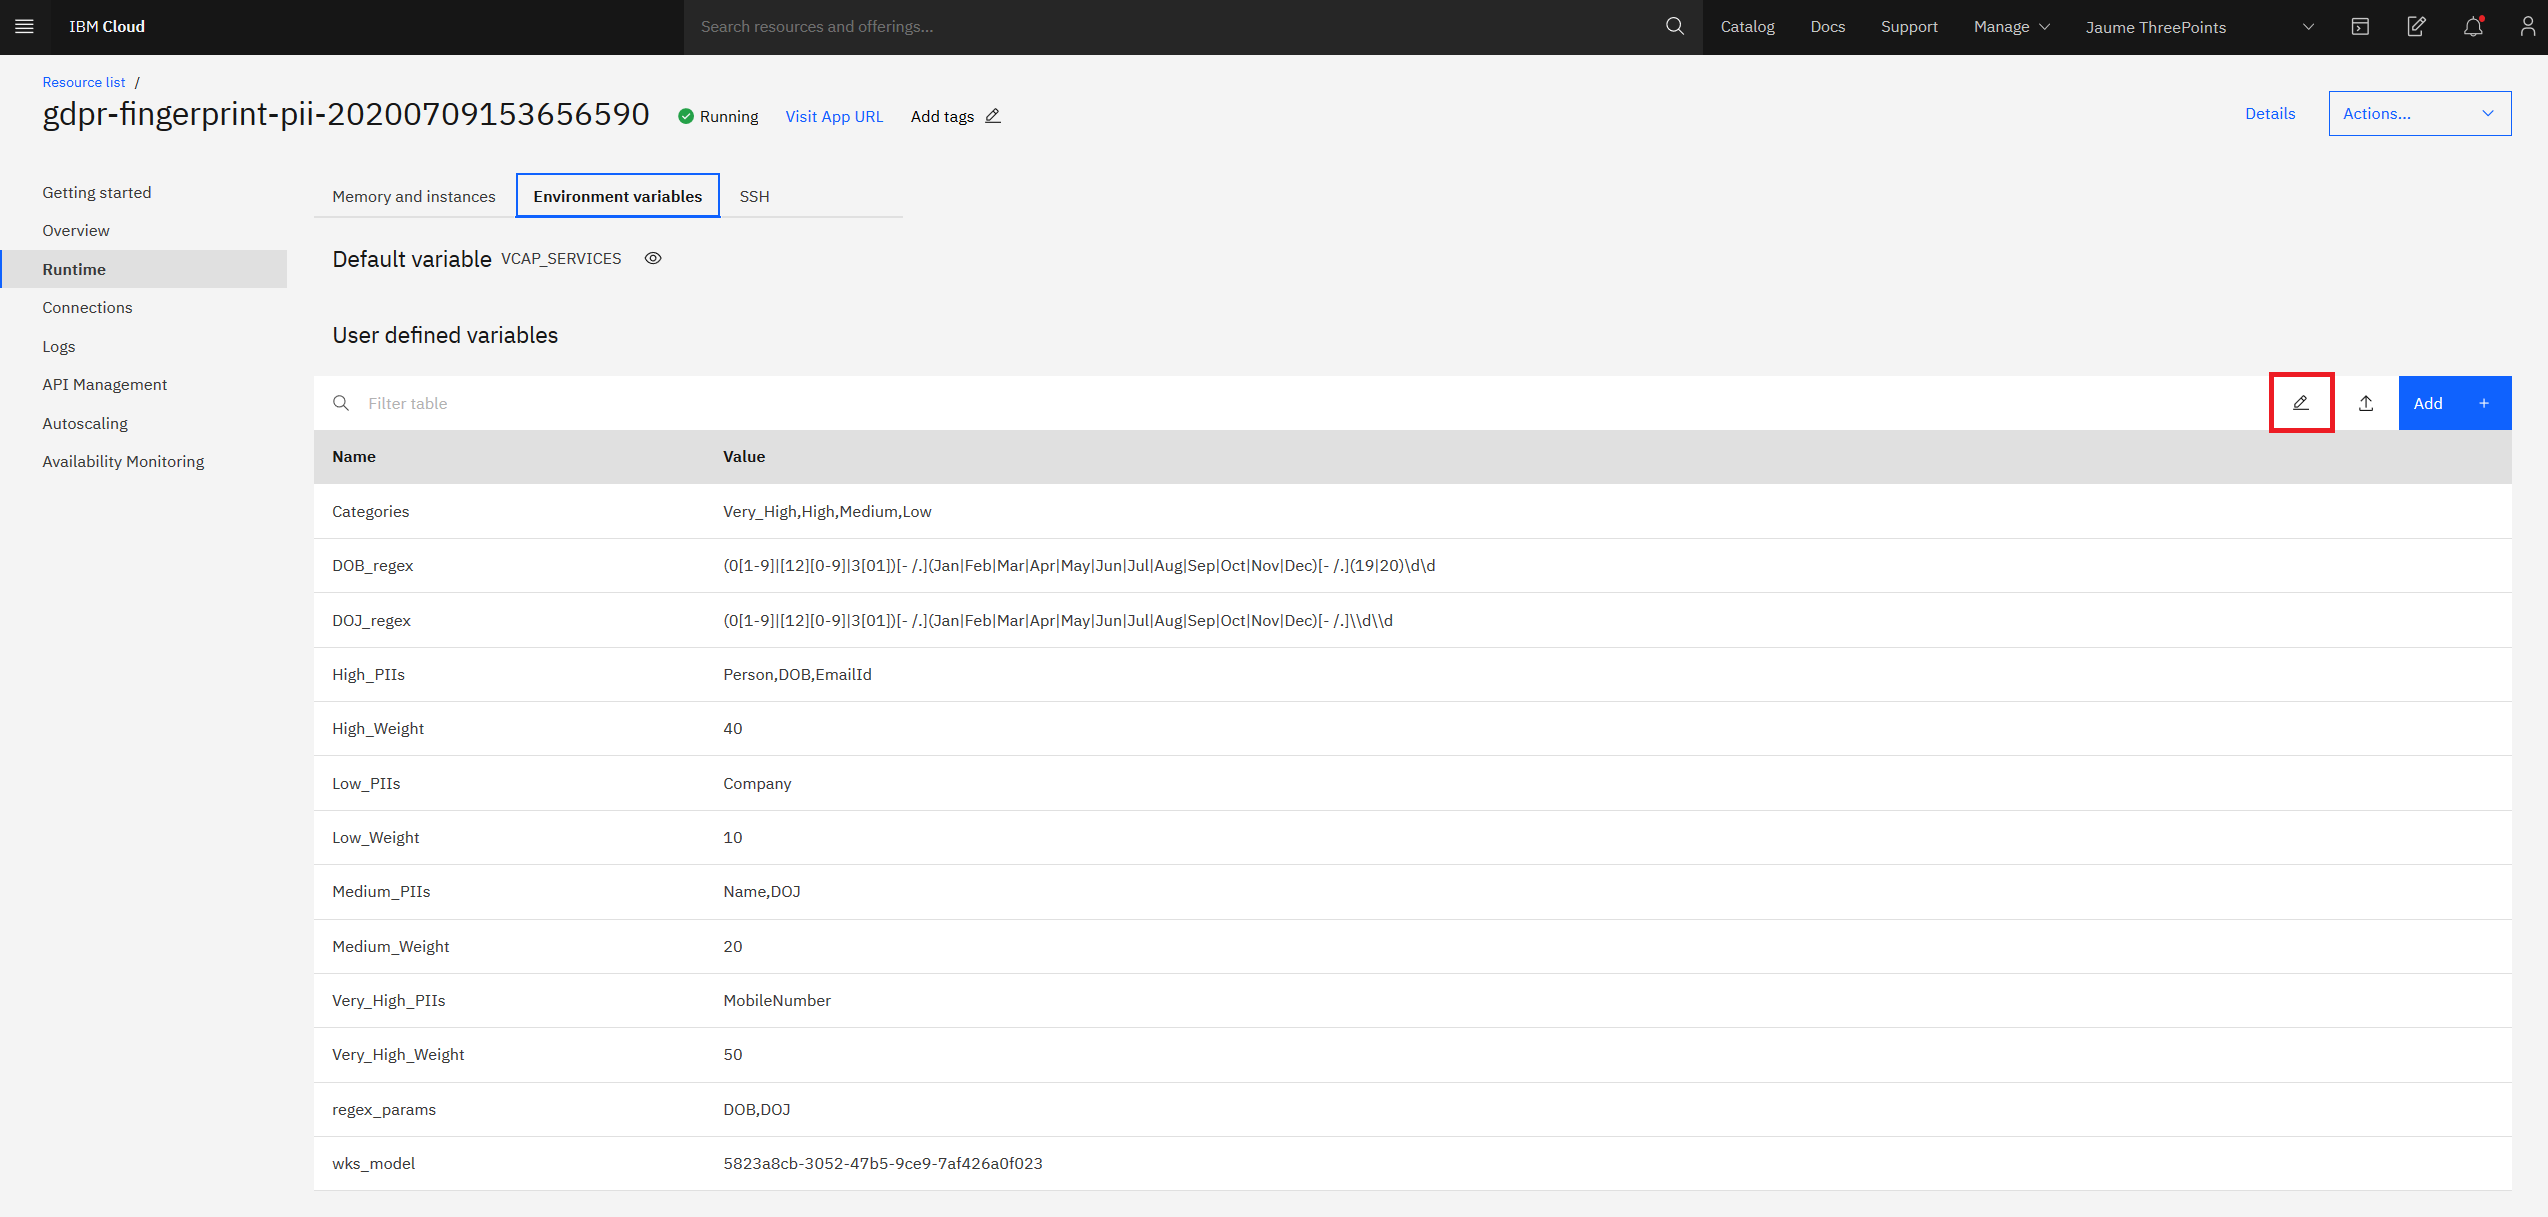 IBM Cloud
Search resources and offerings...
Catalog Docs Support Manage Jaume ThreePoints
Resource list /
gdpr-fingerprint-pii-20200709153656590 Running Visit App URL Add tags
Details Actions...
Getting started
Overview
Runtime
Connections
Logs
API Management
Autoscaling
Availability Monitoring
Memory and instances Environment variables SSH
Default variable VCAP_SERVICES
User defined variables
Filter table Add +
Name Value
Categories Very_High,High,Medium,Low
DOB_regex (0[1-9]|[12][0-9]|3[01])[- /.](Jan|Feb|Mar|Apr|May|Jun|Jul|Aug|Sep|Oct|Nov|Dec)[- /.](19|20)\d\d
DOJ_regex (0[1-9]|[12][0-9]|3[01])[- /.](Jan|Feb|Mar|Apr|May|Jun|Jul|Aug|Sep|Oct|Nov|Dec)[- /.]\\d\\d
High_PIIs Person,DOB,EmailId
High_Weight 40
Low_PIIs Company
Low_Weight 10
Medium_PIIs Name,DOJ
Medium_Weight 20
Very_High_PIIs MobileNumber
Very_High_Weight 50
regex_params DOB,DOJ
wks_model 5823a8cb-3052-47b5-9ce9-7af426a0f023